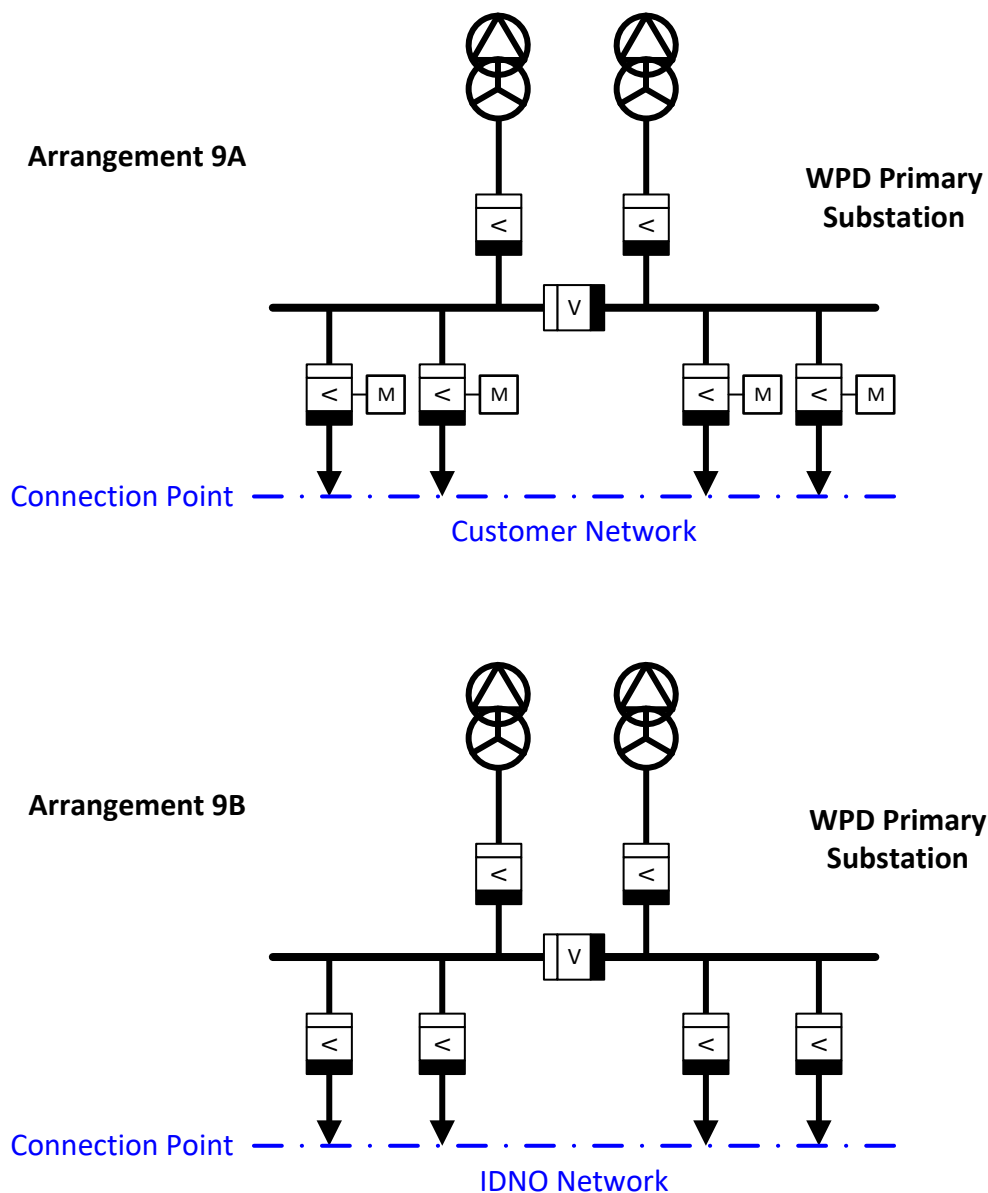 Arrangement 9A
WPD Primary
Substation
<
<
V
<
M
<
M
<
M
<
M
Connection Point
Customer Network
Arrangement 9B
WPD Primary
Substation
<
<
V
<
<
<
<
Connection Point
IDNO Network